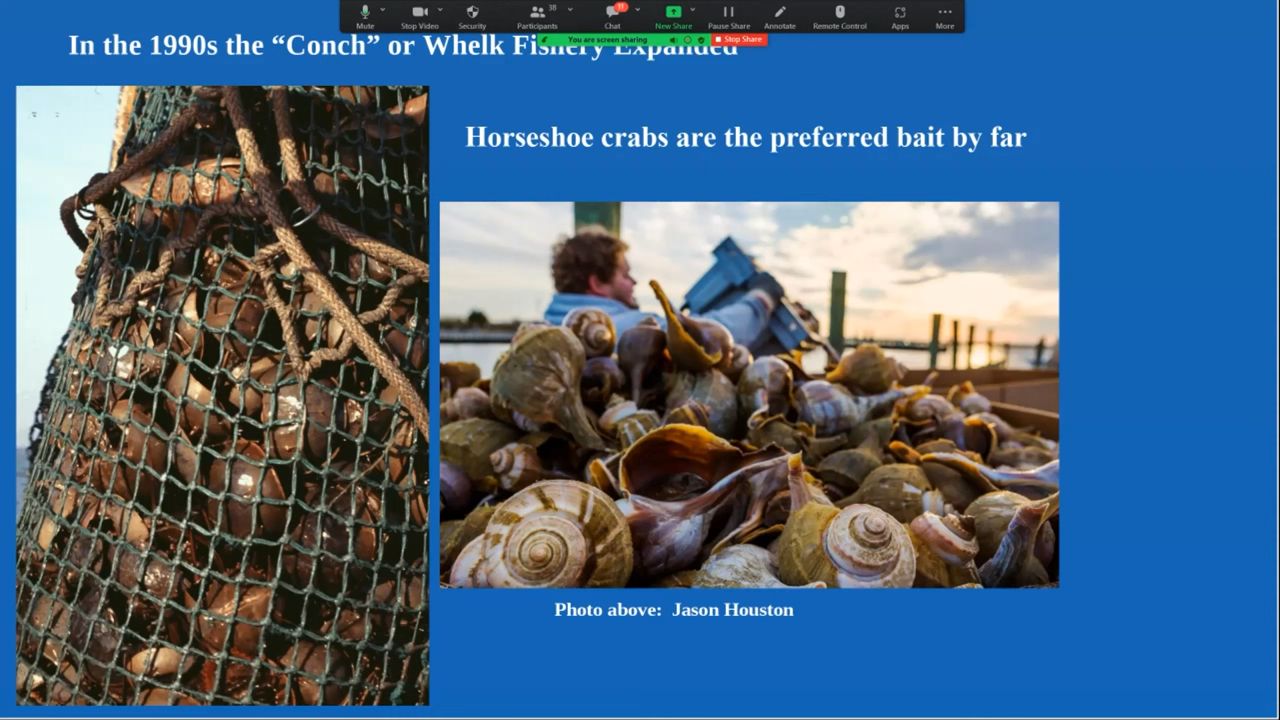 38
11
Mute
Stop Video
Security
Participants
Chat
New Share
Pause Share
Annotate
Remote Control
Apps
More
You are screen sharing
Stop Share
In the 1990s the “Conch” or Whelk Fishery Expanded
Horseshoe crabs are the preferred bait by far
Photo above: Jason Houston